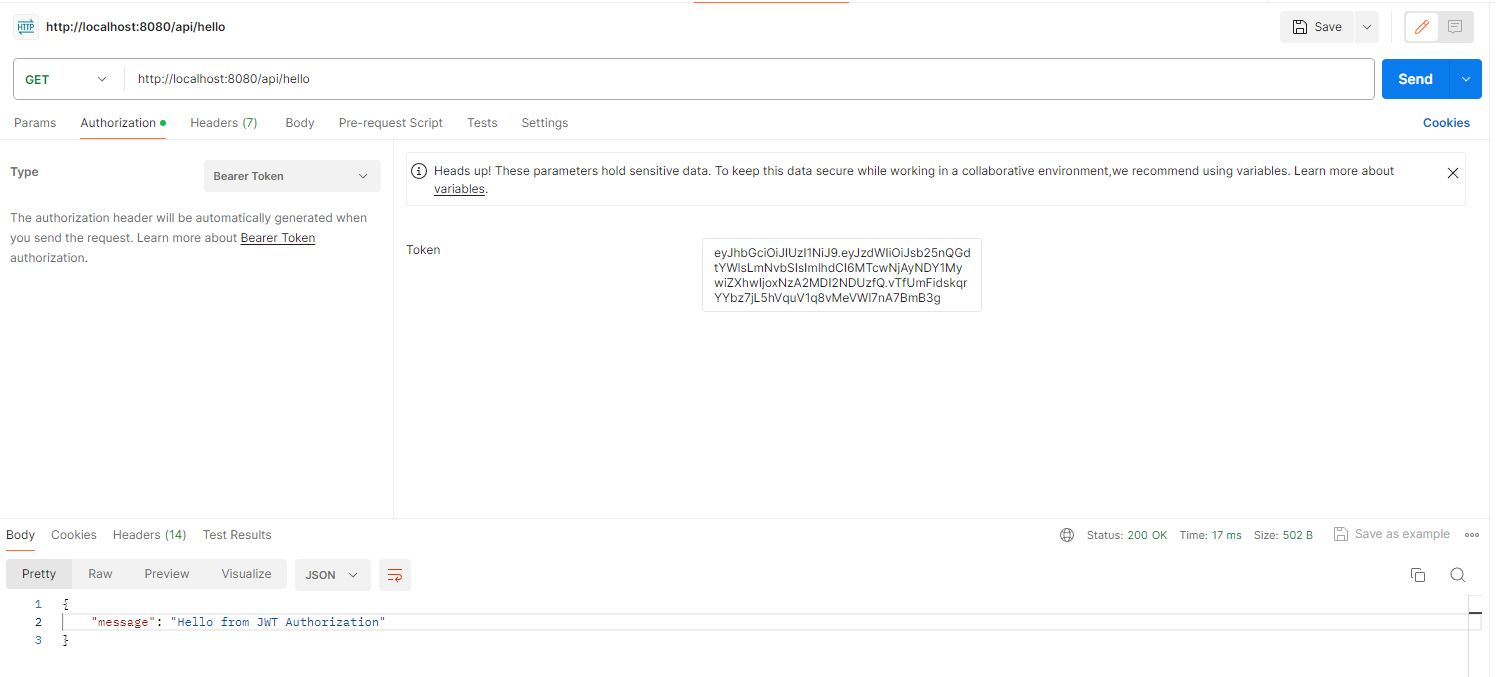 HTTP http://localhost:8080/api/hello Save
GET http://localhost:8080/api/hello Send
Params Authorization Headers (7) Body Pre-request Script Tests Settings Cookies
Type Bearer Token
The authorization header will be automatically generated when
you send the request. Learn more about Bearer Token
authorization.
Heads up! These parameters hold sensitive data. To keep this data secure while working in a collaborative environment,we recommend using variables. Learn more about
variables.
Token
eyJhbGciOiJIUzI1NiJ9.eyJzdWIiOiJsb25nQGd
tYWlsLmNvbSIsImlhdCI6MTcwNjAyNDY1My
wiZXhwIjoxNzA2MDI2NDUzfQ.vTfUmFidskqr
YYbz7jL5hVquV1q8vMeVWI7nA7BmB3g
Body Cookies Headers (14) Test Results Status: 200 OK Time: 17 ms Size: 502 B Save as example
Pretty Raw Preview Visualize JSON
1 {
2 "message": "Hello from JWT Authorization"
3 }